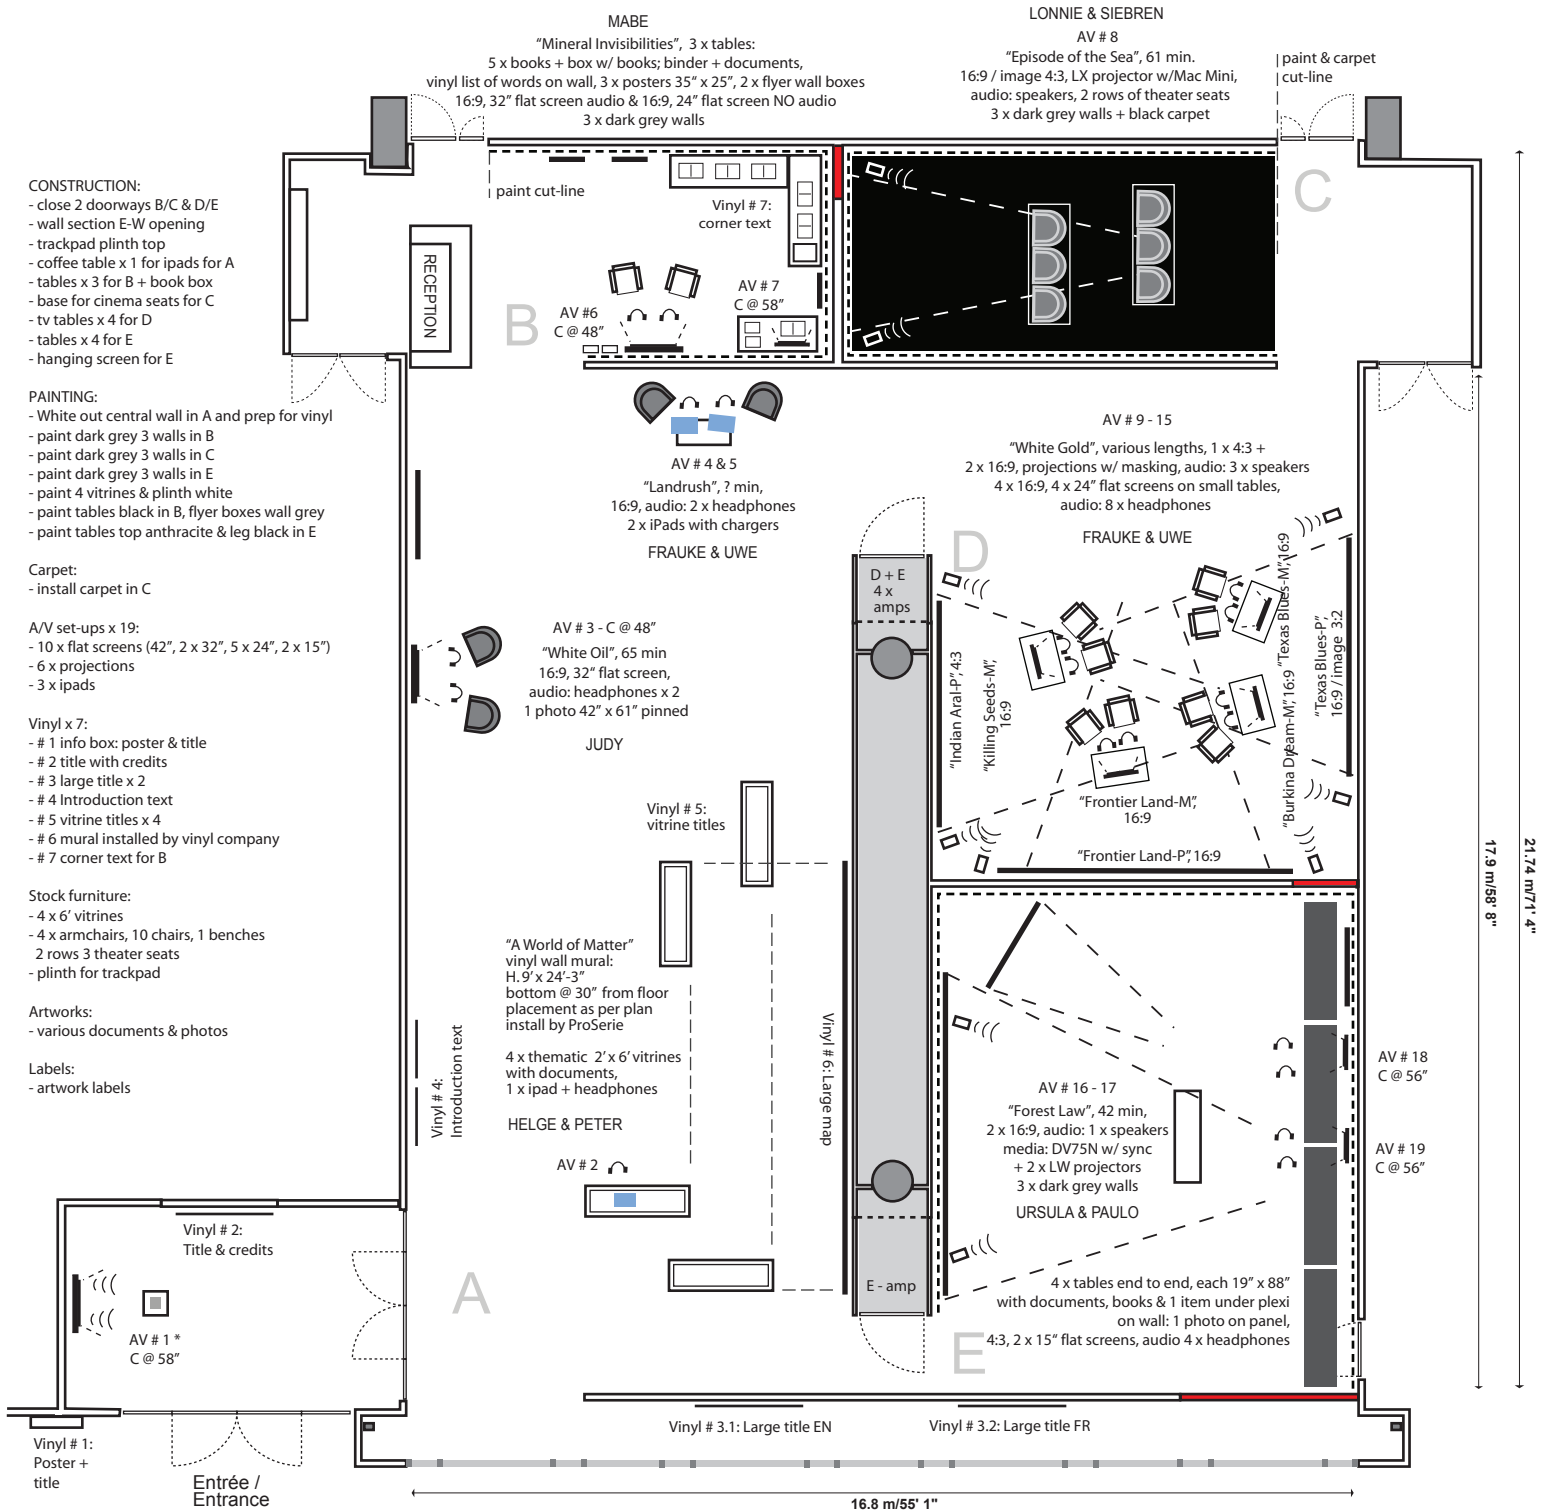 MABE
“Mineral Invisibilities”, 3 x tables:
5 x books + box w/ books; binder + documents,
vinyl list of words on wall, 3 x posters 35“ x 25”, 2 x flyer wall boxes
16:9, 32” flat screen audio & 16:9, 24” flat screen NO audio
3 x dark grey walls
LONNIE & SIEBREN
AV # 8
“Episode of the Sea”, 61 min.
16:9 / image 4:3, LX projector w/Mac Mini,
audio: speakers, 2 rows of theater seats
3 x dark grey walls + black carpet
paint & carpet
cut-line
CONSTRUCTION:
- close 2 doorways B/C & D/E
- wall section E-W opening
- trackpad plinth top
- coffee table x 1 for ipads for A
- tables x 3 for B + book box
- base for cinema seats for C
- tv tables x 4 for D
- tables x 4 for E
- hanging screen for E
PAINTING:
- White out central wall in A and prep for vinyl
- paint dark grey 3 walls in B
- paint dark grey 3 walls in C
- paint dark grey 3 walls in E
- paint 4 vitrines & plinth white
- paint tables black in B, flyer boxes wall grey
- paint tables top anthracite & leg black in E
Carpet:
- install carpet in C
A/V set-ups x 19:
- 10 x flat screens (42”, 2 x 32”, 5 x 24”, 2 x 15”)
- 6 x projections
- 3 x ipads
Vinyl x 7:
- # 1 info box: poster & title
- # 2 title with credits
- # 3 large title x 2
- # 4 Introduction text
- # 5 vitrine titles x 4
- # 6 mural installed by vinyl company
- # 7 corner text for B
Stock furniture:
- 4 x 6’ vitrines
- 4 x armchairs, 10 chairs, 1 benches
2 rows 3 theater seats
- plinth for trackpad
Artworks:
- various documents & photos
Labels:
- artwork labels
paint cut-line
Vinyl # 7:
corner text
RECEPTION
B
AV #6
C @ 48”
AV # 7
C @ 58”
C
AV # 4 & 5
“Landrush”, ? min,
16:9, audio: 2 x headphones
2 x iPads with chargers
FRAUKE & UWE
AV # 9 - 15
“White Gold”, various lengths, 1 x 4:3 +
2 x 16:9, projections w/ masking, audio: 3 x speakers
4 x 16:9, 4 x 24” flat screens on small tables,
audio: 8 x headphones
FRAUKE & UWE
D
D + E
4 x
amps
AV # 3 - C @ 48”
“White Oil”, 65 min
16:9, 32“ flat screen,
audio: headphones x 2
1 photo 42” x 61” pinned
JUDY
“Indian Aral-P”, 4:3
“Killing Seeds-M”,
16:9
“Burkina Dream-M”, 16:9
“Texas Blues-M”, 16:9
“Texas Blues-P”,
16:9 / image 3:2
“Frontier Land-M”,
16:9
“Frontier Land-P”, 16:9
Vinyl # 5:
vitrine titles
“A World of Matter”
vinyl wall mural:
H. 9’ x 24’-3”
bottom @ 30” from floor
placement as per plan
install by ProSerie
4 x thematic 2’ x 6’ vitrines
with documents,
1 x ipad + headphones
HELGE & PETER
AV # 2
Vinyl # 4:
Introduction text
Vinyl # 6: Large map
AV # 16 - 17
“Forest Law”, 42 min,
2 x 16:9, audio: 1 x speakers
media: DV75N w/ sync
+ 2 x LW projectors
3 x dark grey walls
URSULA & PAULO
AV # 18
C @ 56”
AV # 19
C @ 56”
4 x tables end to end, each 19” x 88”
with documents, books & 1 item under plexi
on wall: 1 photo on panel,
4:3, 2 x 15” flat screens, audio 4 x headphones
E - amp
E
A
Vinyl # 2:
Title & credits
AV # 1 *
C @ 58”
Vinyl # 1:
Poster +
title
Entrée /
Entrance
Vinyl # 3.1: Large title EN
Vinyl # 3.2: Large title FR
16.8 m/55' 1"
17.9 m/58' 8"
21.74 m/71' 4"